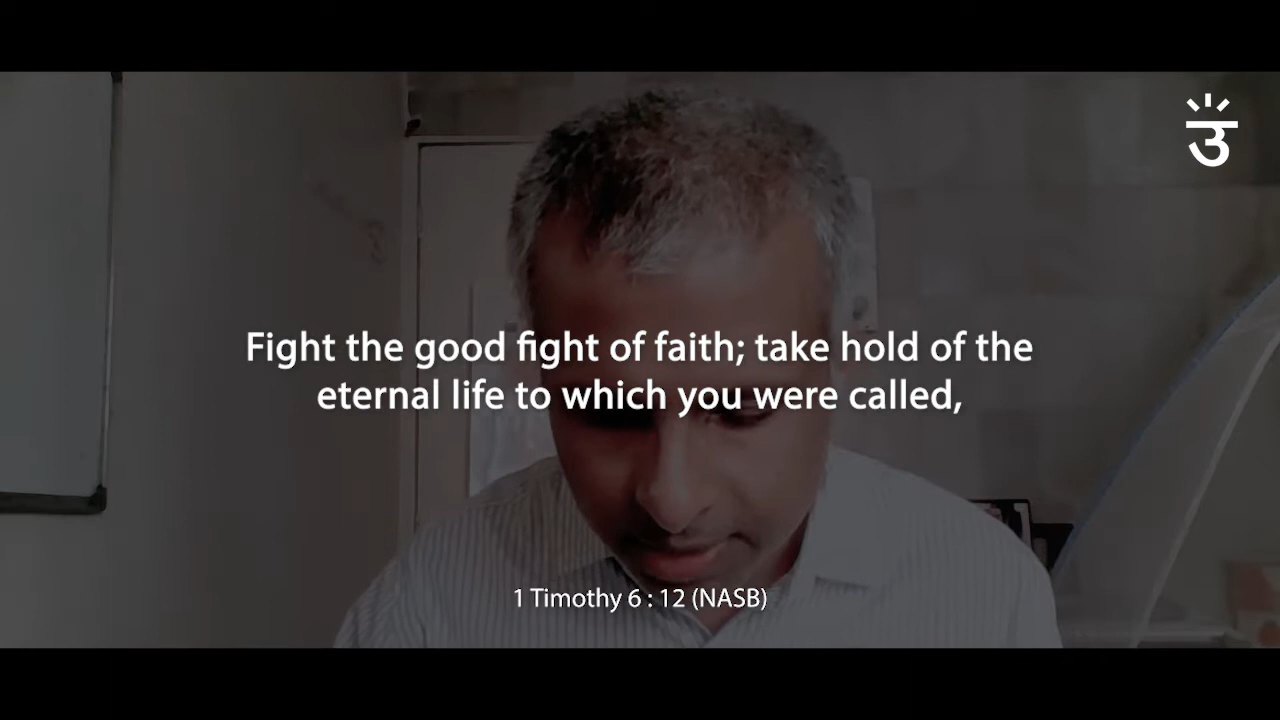 उ
Fight the good fight of faith; take hold of the
eternal life to which you were called,
1 Timothy 6 : 12 (NASB)